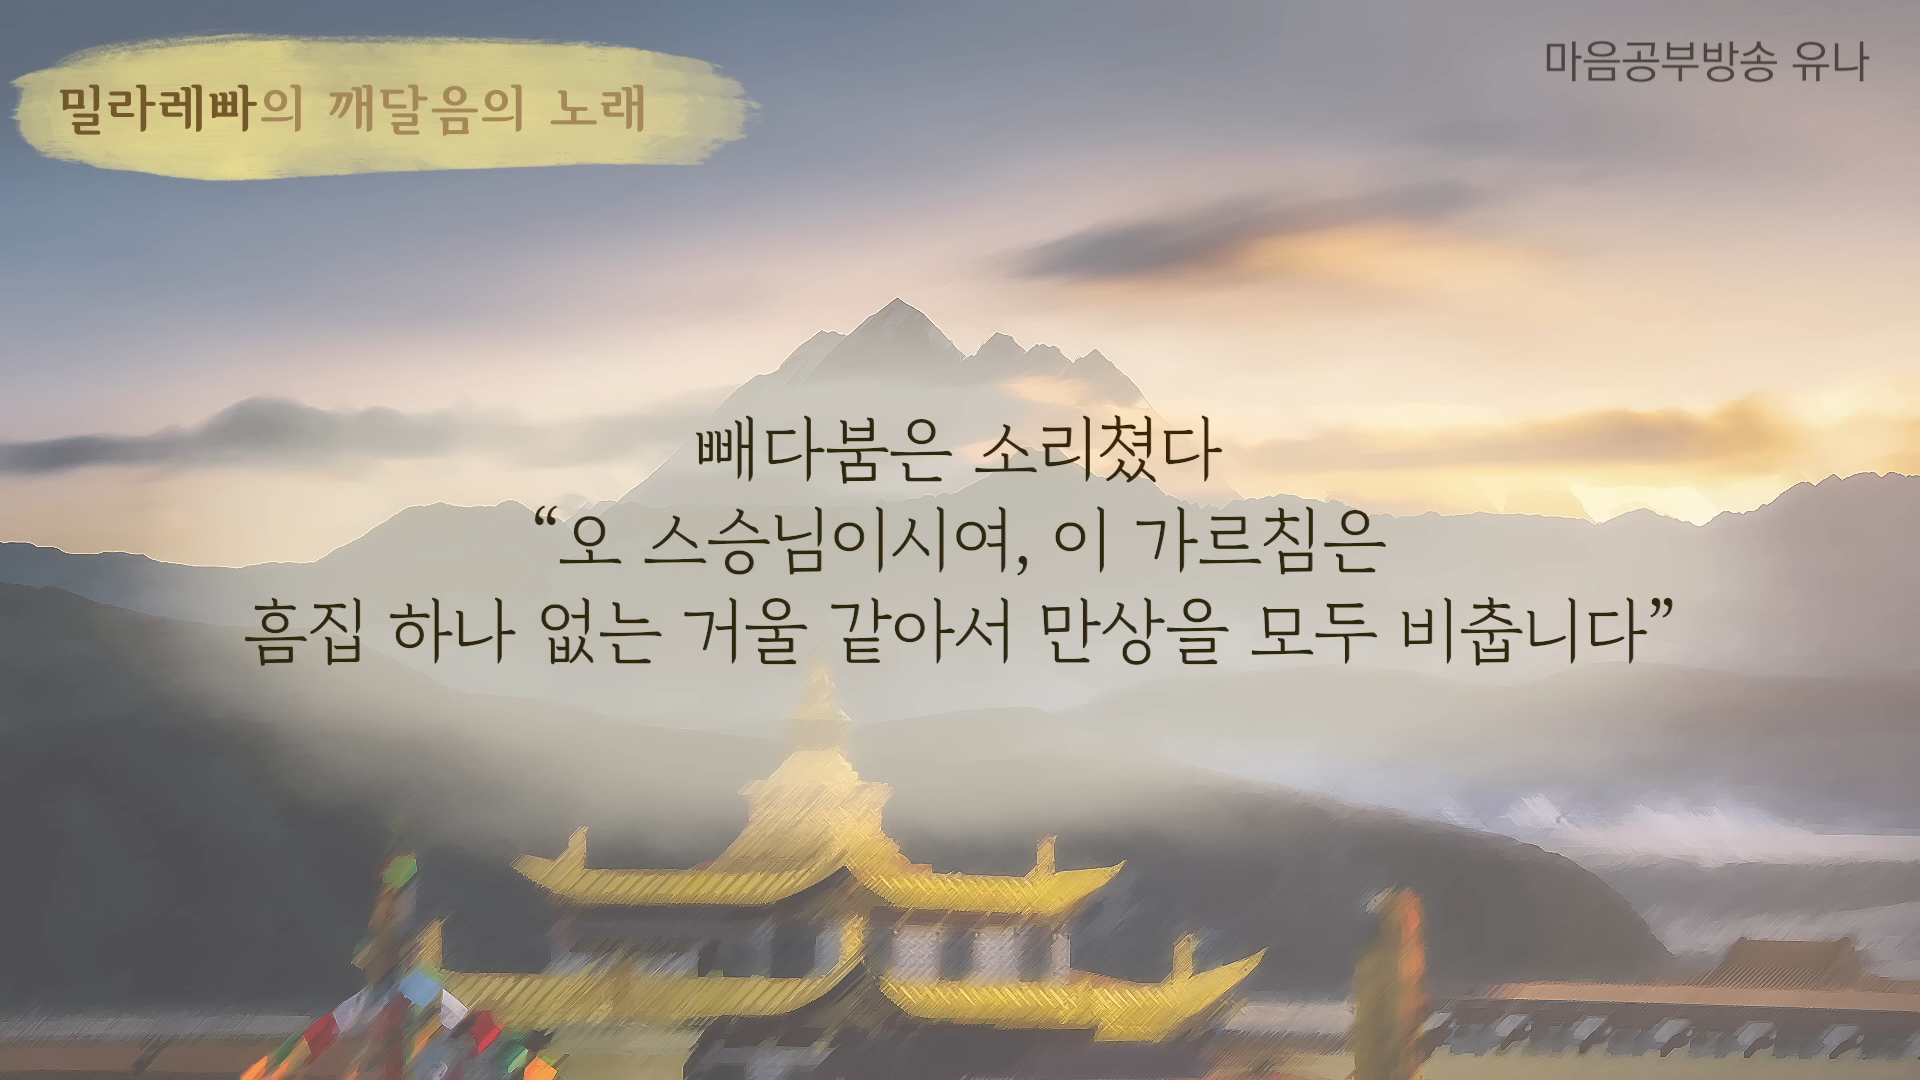 밀라레빠의 깨달음의 노래
마음공부방송 유나
빼다붐은 소리쳤다
“오 스승님이시여, 이 가르침은
흠집 하나 없는 거울 같아서 만상을 모두 비춥니다”